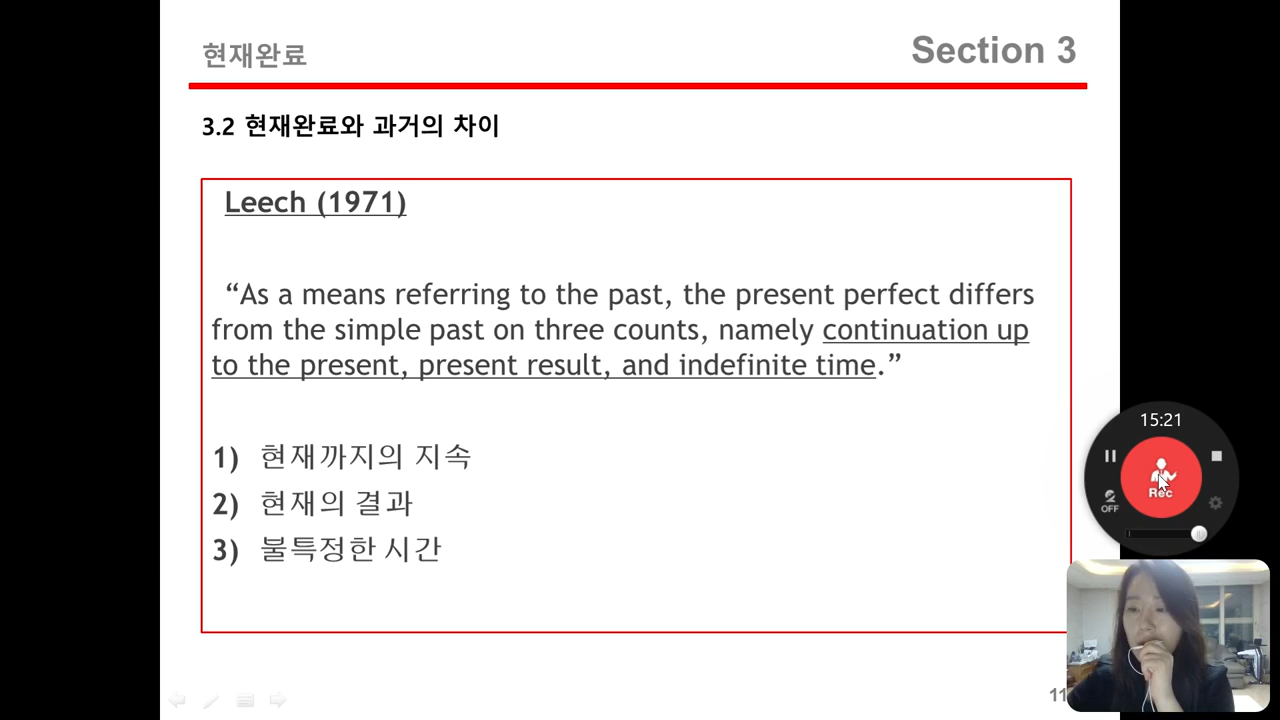 현재완료
Section 3
3.2 현재완료와 과거의 차이
Leech (1971)
“As a means referring to the past, the present perfect differs
from the simple past on three counts, namely continuation up
to the present, present result, and indefinite time.”
1) 현재까지의 지속
2) 현재의 결과
3) 불특정한 시간
15:21
Rec
OFF
11